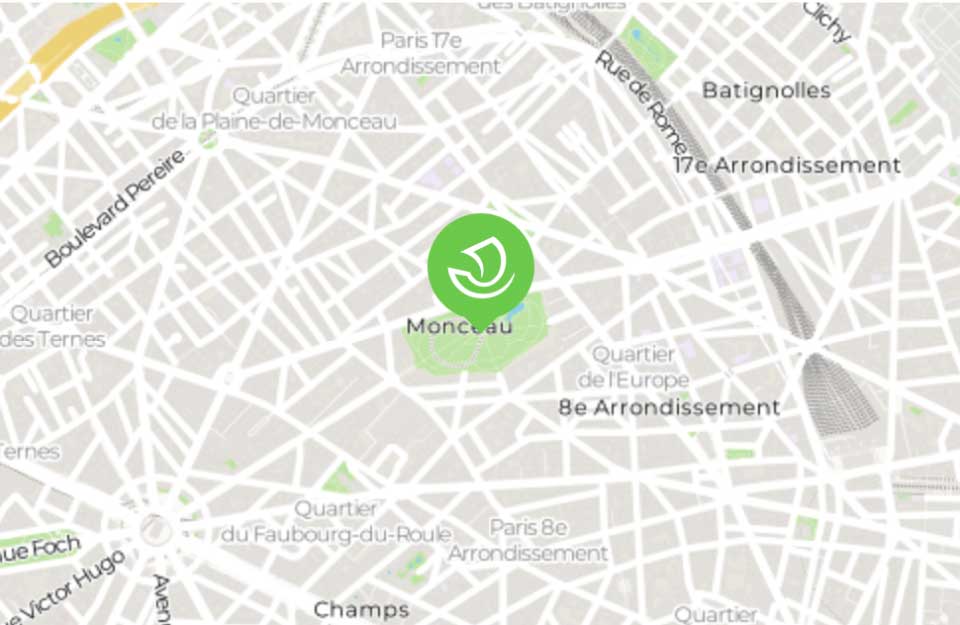 des Batignolles
Clichy
Paris 17e
Arrondissement
Rue de Rome
Batignolles
Quartier
de la Plaine-de-Monceau
17e Arrondissement
Boulevard Pereire
Quartier
des Ternes
Monceau
Quartier
de l'Europe
8e Arrondissement
Ternes
Quartier
du Faubourg-du-Roule
Paris 8e
Arrondissement
nue Foch
e Victor Hugo
Aven
Champs
Quartier